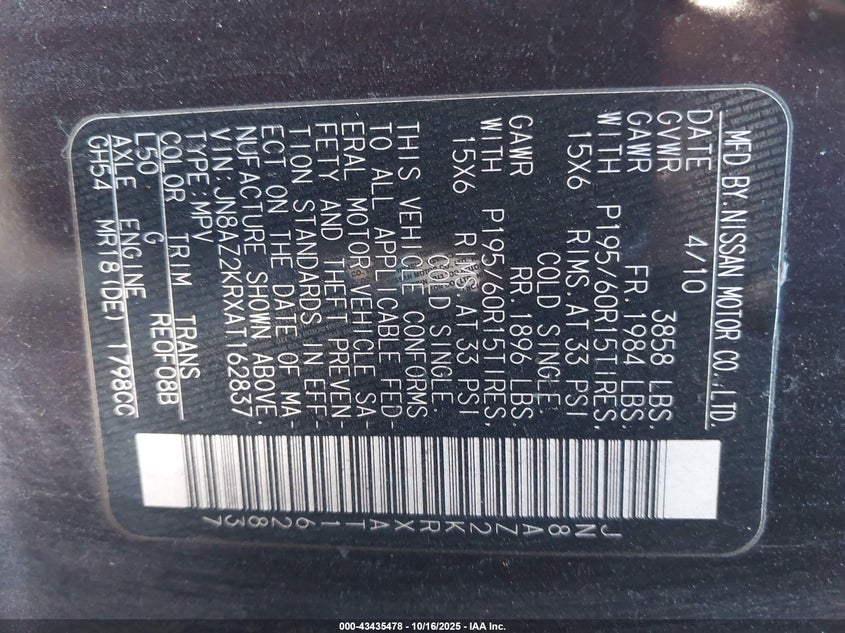 MFD BY.NISSAN MOTOR CO.,LTD.
DATE 4/10
GVWR 3858 LBS.
GAWR FR.1984 LBS.
WITH P195/60R15TIRES,
15X6 RIMS.AT 33 PSI
COLD SINGLE.
GAWR RR.1896 LBS.
WITH P195/60R15TIRES,
15X6 RIMS.AT 33 PSI
COLD SINGLE.
THIS VEHICLE CONFORMS
TO ALL APPLICABLE FED-
ERAL MOTOR VEHICLE SA-
FETY AND THEFT PREVEN-
TION STANDARDS IN EFF-
ECT ON THE DATE OF MA-
NUFACTURE SHOWN ABOVE.
VIN:JN8AZ2KRXAT162837
TYPE:MPV
COLOR TRIM TRANS
L50 G RE0F08B
AXLE ENGINE
GH54 MR18(DE) 1798CC
JN8AZ2KRXAT162837
000-43435478 - 10/16/2025 - IAA Inc.